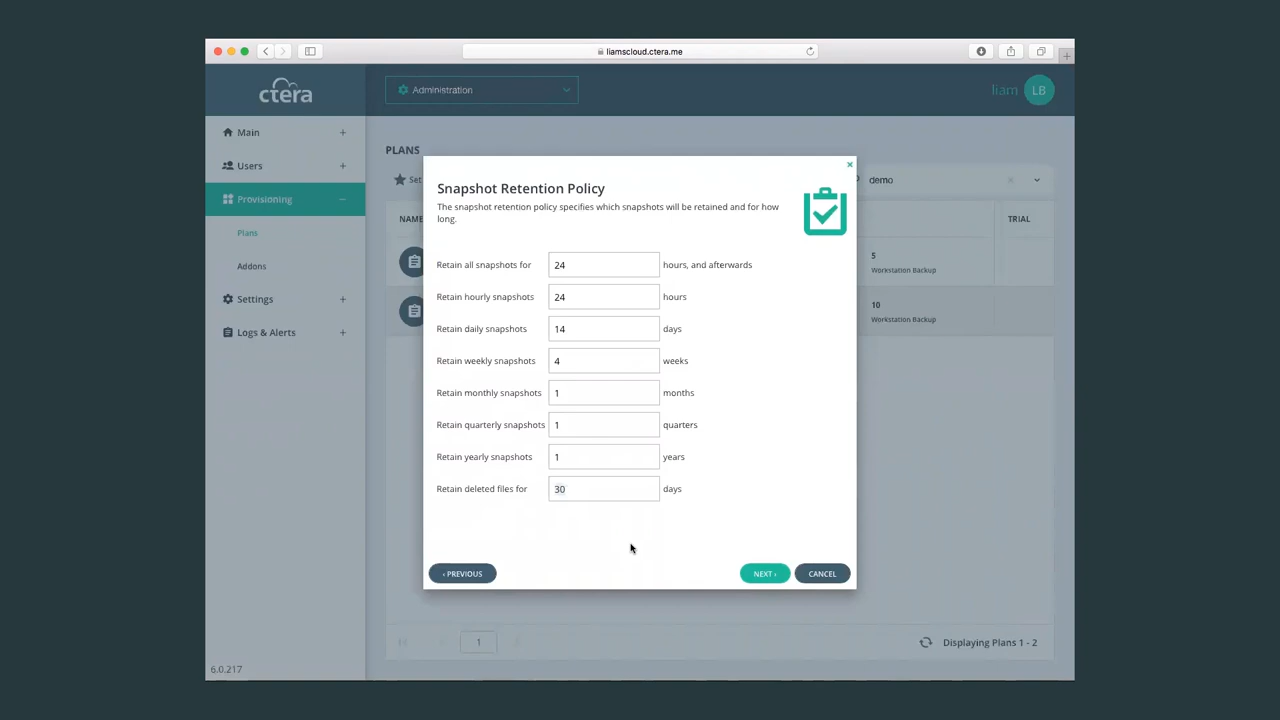 liamscloud.ctera.me
ctera
Administration
liam
LB
Main
Users
Provisioning
Plans
Addons
Settings
Logs & Alerts
6.0.217
PLANS
Set
demo
NAME
TRIAL
5
Workstation Backup
10
Workstation Backup
Snapshot Retention Policy
The snapshot retention policy specifies which snapshots will be retained and for how
long.
Retain all snapshots for 24 hours, and afterwards
Retain hourly snapshots 24 hours
Retain daily snapshots 14 days
Retain weekly snapshots 4 weeks
Retain monthly snapshots 1 months
Retain quarterly snapshots 1 quarters
Retain yearly snapshots 1 years
Retain deleted files for 30 days
‹ PREVIOUS
NEXT ›
CANCEL
1
Displaying Plans 1 - 2